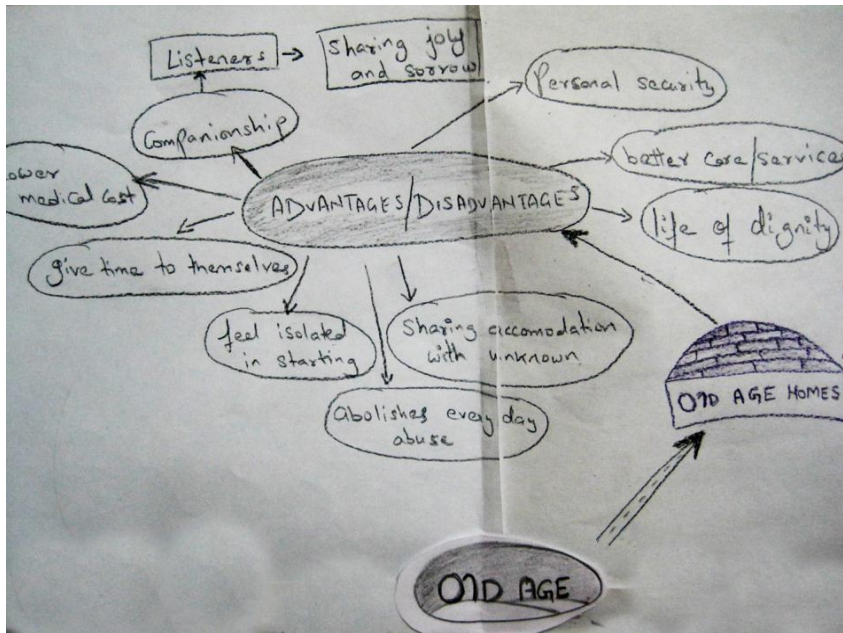 Listeners
Sharing joly
and sorrow
Personal security
Companionship
better care/services
ower
medical cost
ADVANTAGES/DISADVANTAGES
life of dignity
give time to themselves
feel isolated
in starting
Sharing accomodation
with unknown
Abolishes every day
abuse
OLD AGE HOMES
OLD AGE